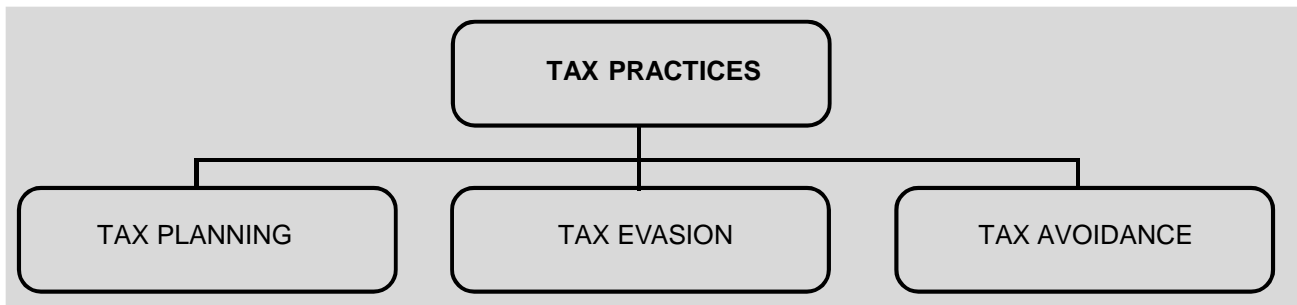 TAX PRACTICES
TAX PLANNING
TAX EVASION
TAX AVOIDANCE